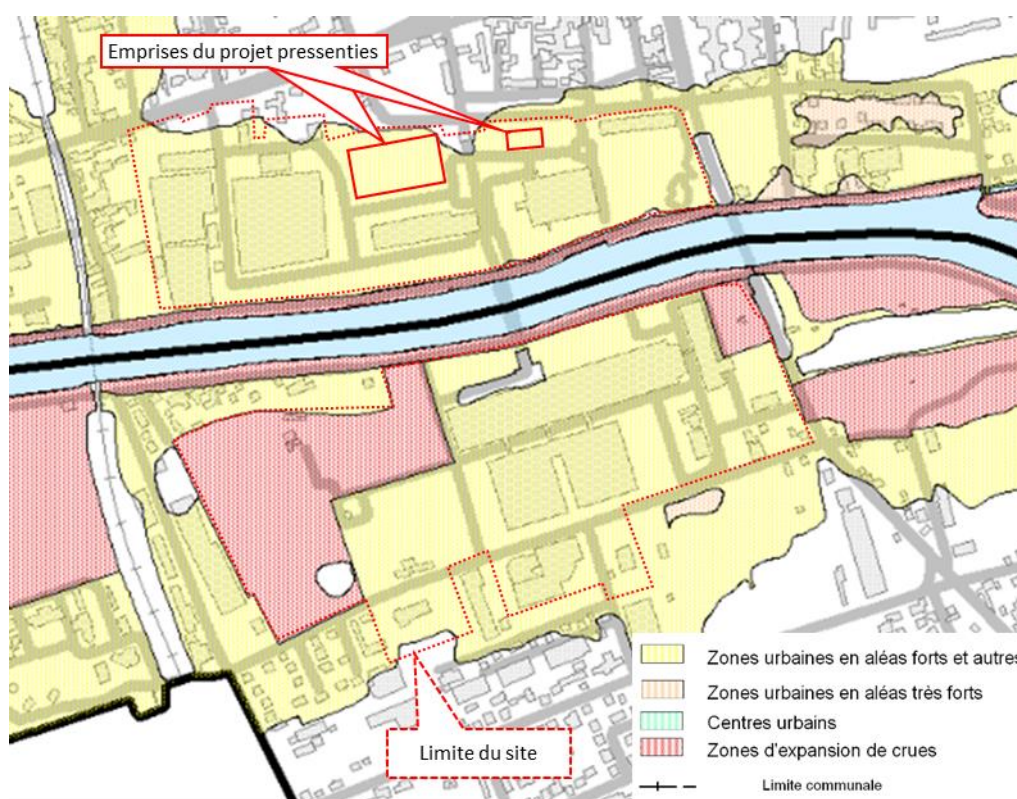 Emprises du projet pressenties
Limite du site
Zones urbaines en aléas forts et autres
Zones urbaines en aléas très forts
Centres urbains
Zones d'expansion de crues
Limite communale